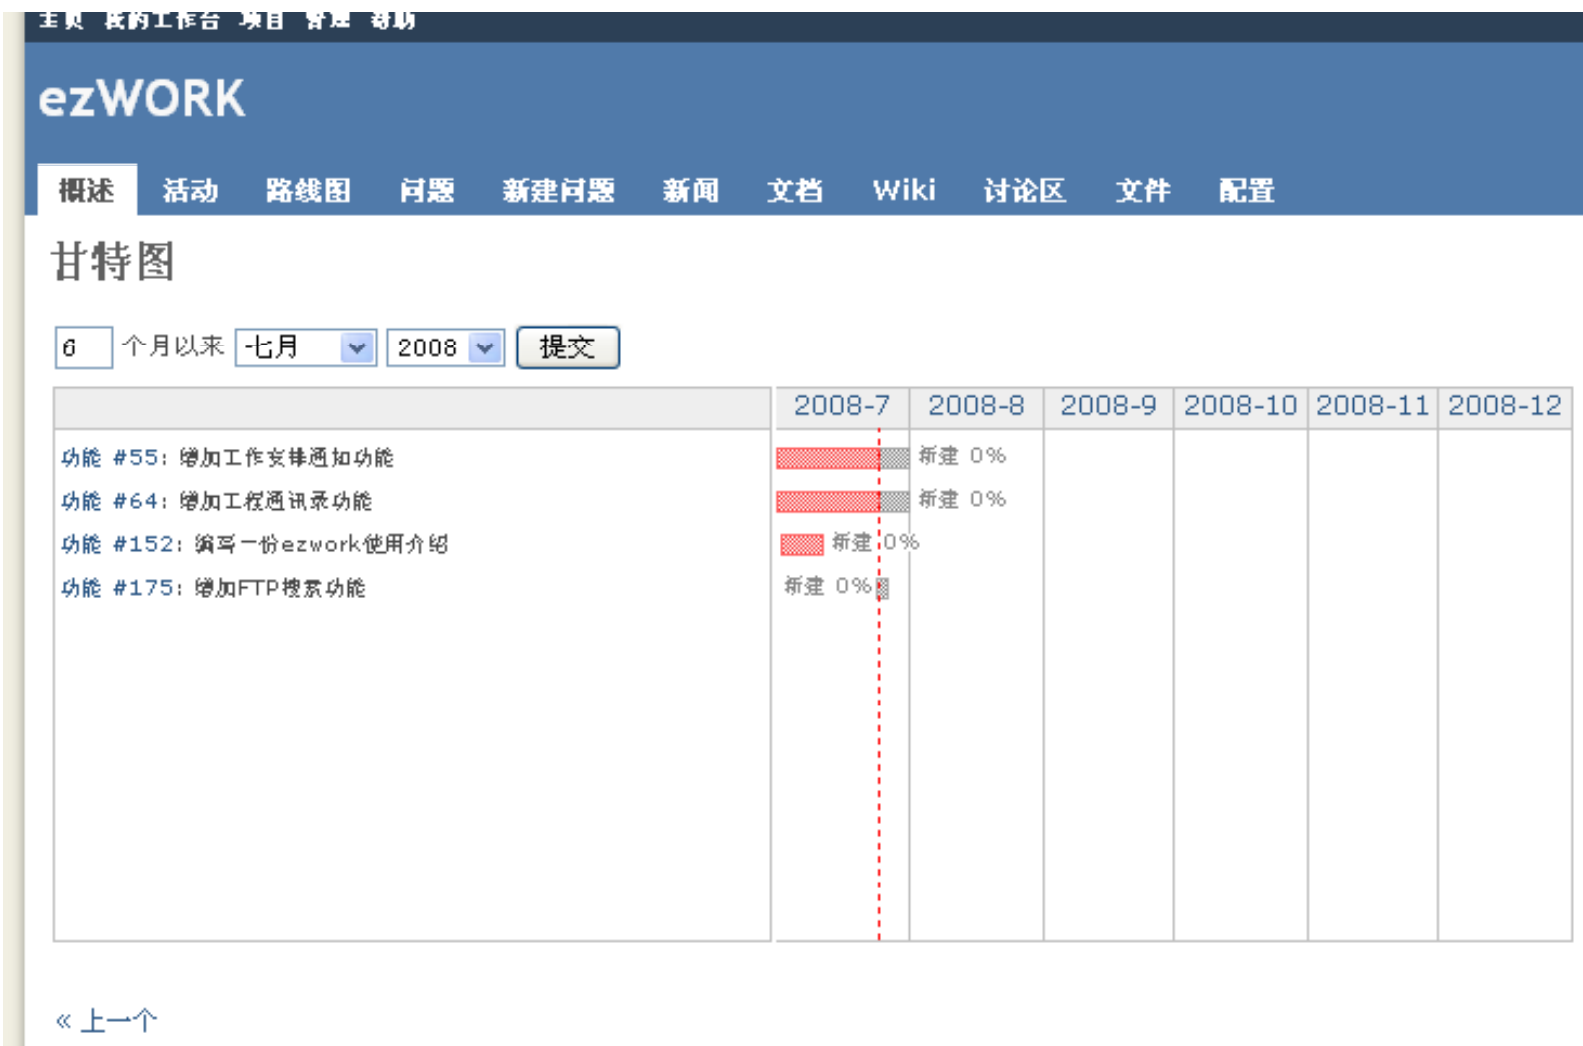 主页 我的工作台 项目 管理 帮助
ezWORK
概述 活动 路线图 问题 新建问题 新闻 文档 Wiki 讨论区 文件 配置
甘特图
6 个月以来 七月 2008 提交
2008-7 2008-8 2008-9 2008-10 2008-11 2008-12
功能 #55: 增加工作安排通知功能 新建 0%
功能 #64: 增加工程通讯录功能 新建 0%
功能 #152: 编写一份ezwork使用介绍 新建 0%
功能 #175: 增加FTP搜索功能 新建 0%
« 上一个